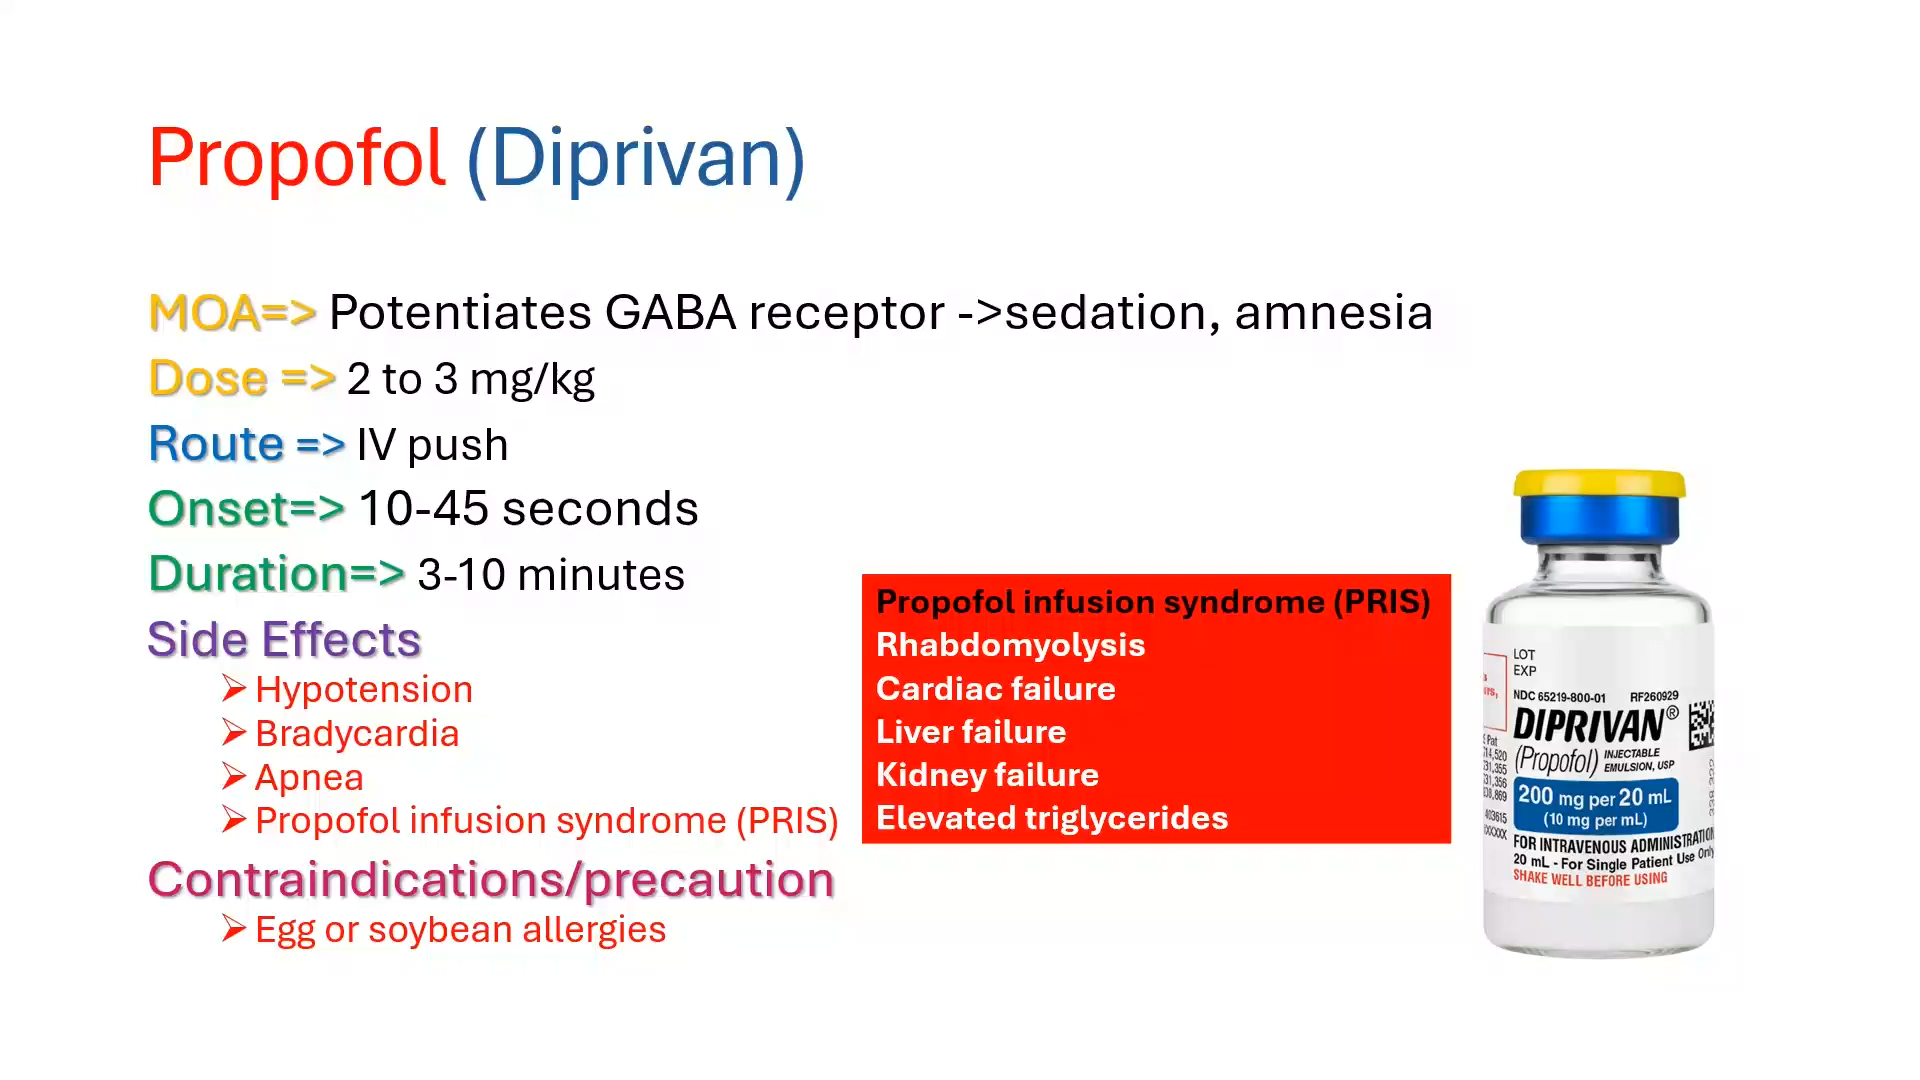 Propofol (Diprivan)
MOA=> Potentiates GABA receptor ->sedation, amnesia
Dose => 2 to 3 mg/kg
Route => IV push
Onset=> 10-45 seconds
Duration=> 3-10 minutes
Side Effects
Hypotension
Bradycardia
Apnea
Propofol infusion syndrome (PRIS)
Contraindications/precaution
Egg or soybean allergies
Propofol infusion syndrome (PRIS)
Rhabdomyolysis
Cardiac failure
Liver failure
Kidney failure
Elevated triglycerides
LOT
EXP
NDC 65219-800-01 RF260929
DIPRIVAN®
(Propofol) INJECTABLE
EMULSION, USP
200 mg per 20 mL
(10 mg per mL)
FOR INTRAVENOUS ADMINISTRATION
20 mL - For Single Patient Use Only
SHAKE WELL BEFORE USING